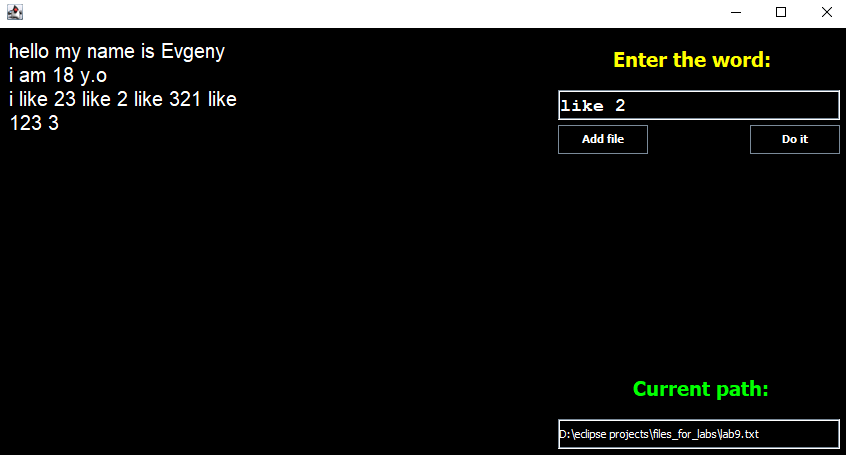 hello my name is Evgeny
i am 18 y.o
i like 23 like 2 like 321 like
123 3
Enter the word:
like 2
Add file
Do it
Current path:
D:\eclipse projects\files_for_labs\lab9.txt